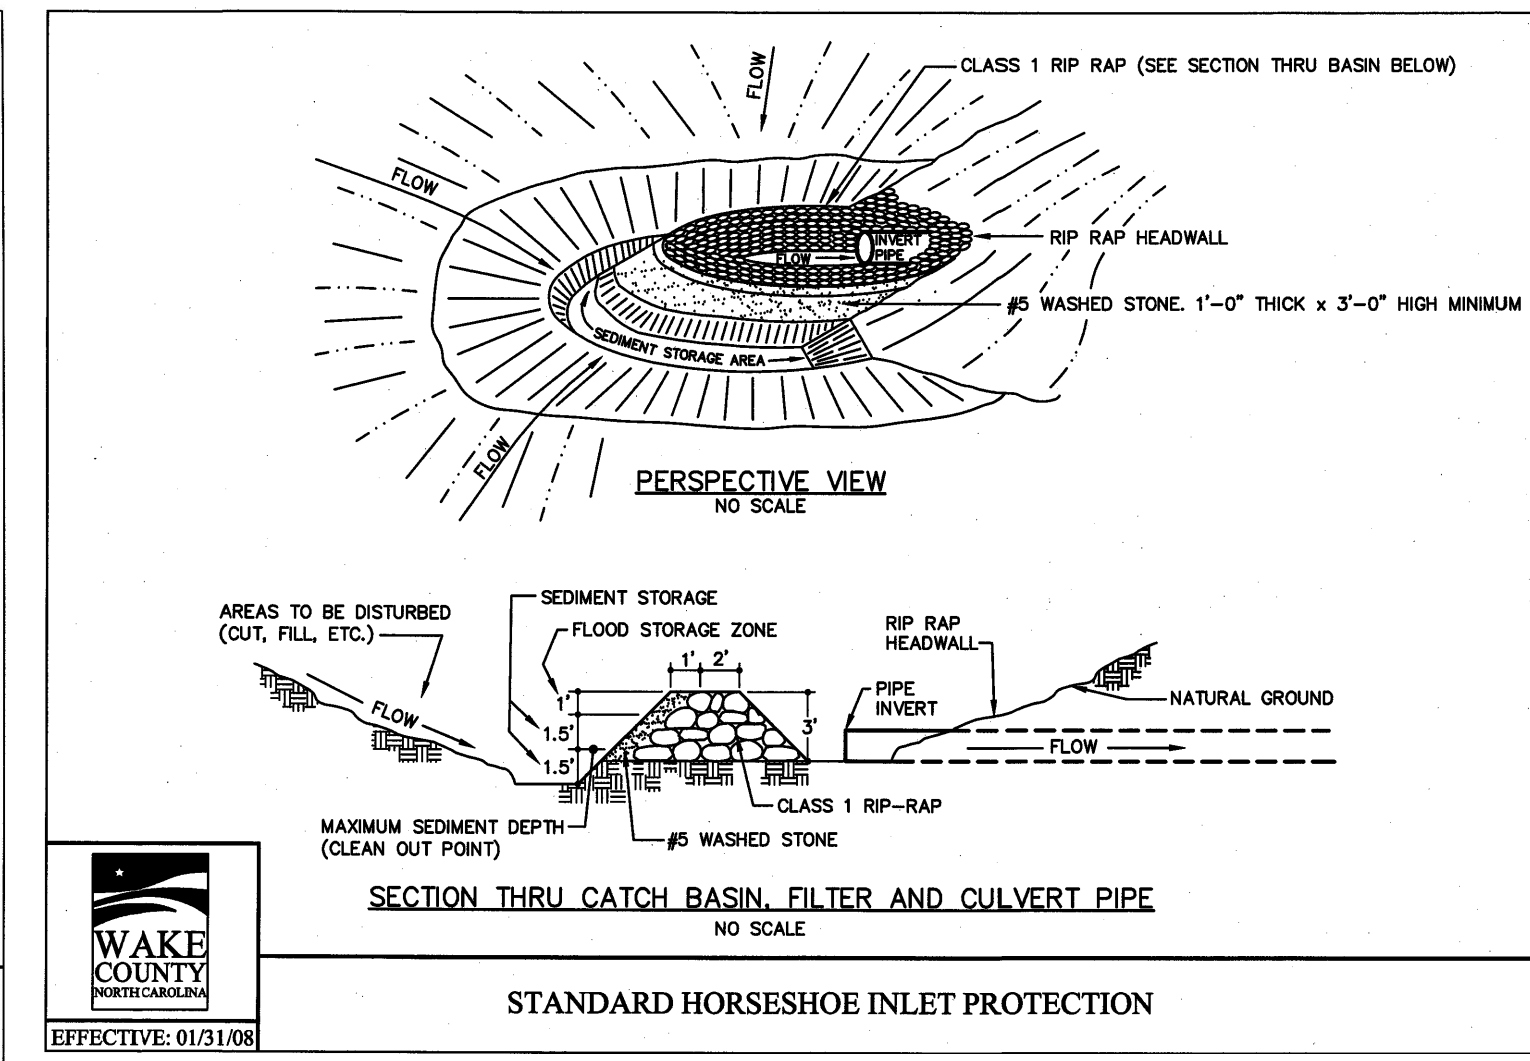 FLOW
CLASS 1 RIP RAP (SEE SECTION THRU BASIN BELOW)
FLOW
INVERT
PIPE
FLOW
RIP RAP HEADWALL
#5 WASHED STONE. 1'-0" THICK x 3'-0" HIGH MINIMUM
SEDIMENT STORAGE AREA
FLOW
PERSPECTIVE VIEW
NO SCALE
AREAS TO BE DISTURBED
(CUT, FILL, ETC.)
SEDIMENT STORAGE
FLOOD STORAGE ZONE
RIP RAP
HEADWALL
1' 2'
PIPE
INVERT
NATURAL GROUND
1'
FLOW
1.5'
3'
FLOW
1.5'
CLASS 1 RIP-RAP
MAXIMUM SEDIMENT DEPTH
(CLEAN OUT POINT)
#5 WASHED STONE
SECTION THRU CATCH BASIN, FILTER AND CULVERT PIPE
NO SCALE
WAKE
COUNTY
NORTH CAROLINA
STANDARD HORSESHOE INLET PROTECTION
EFFECTIVE: 01/31/08